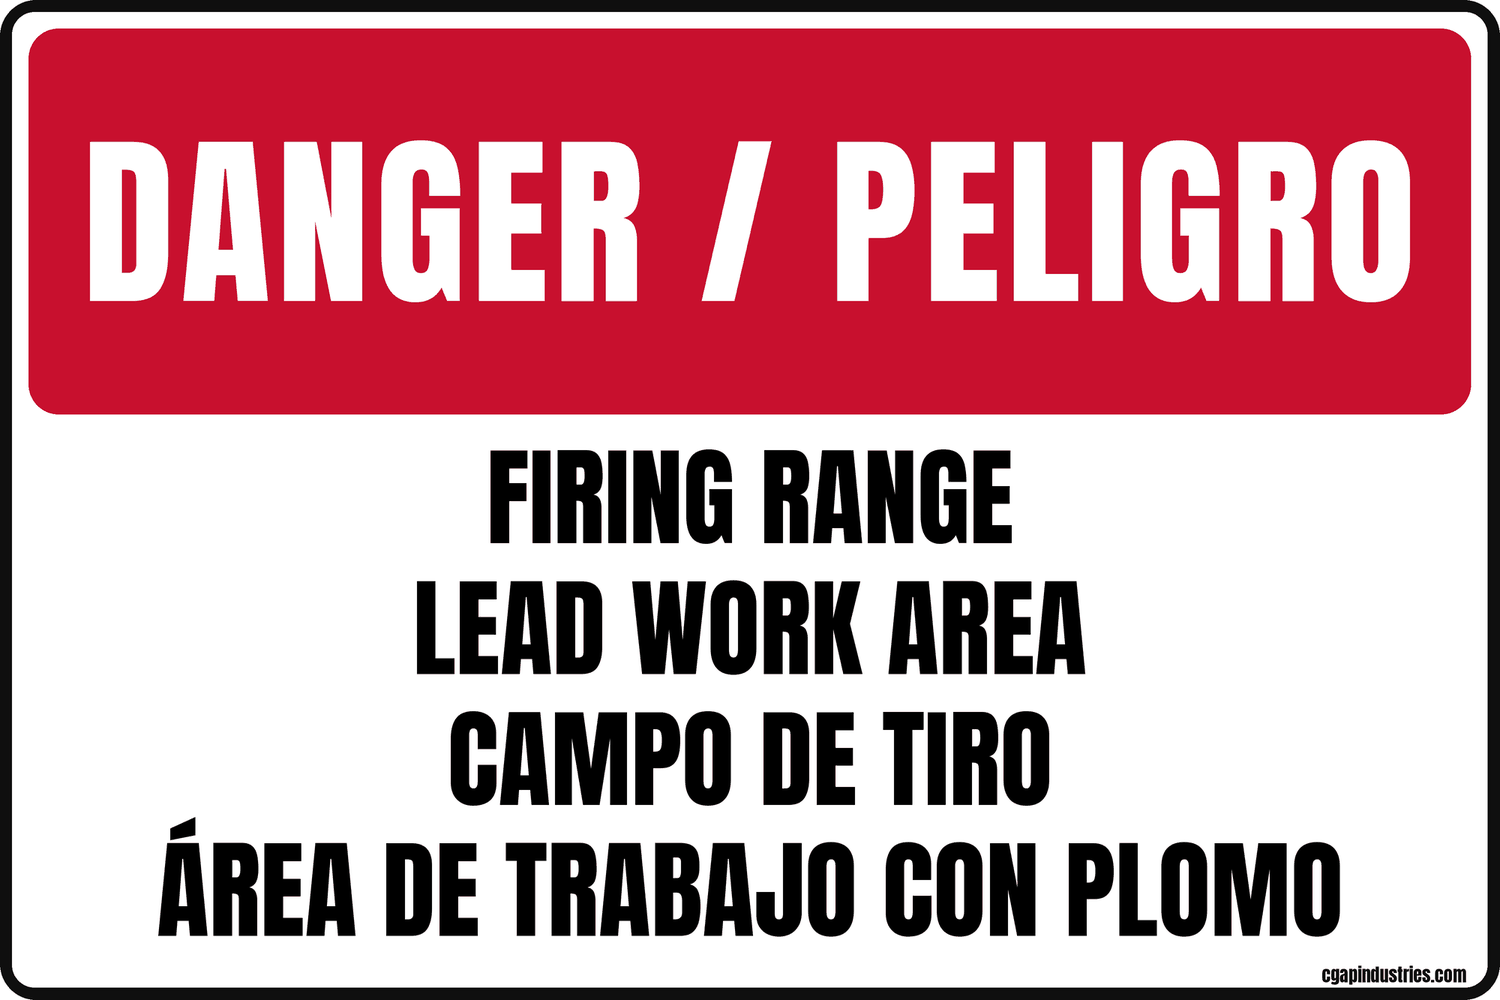 DANGER / PELIGRO
FIRING RANGE
LEAD WORK AREA
CAMPO DE TIRO
ÁREA DE TRABAJO CON PLOMO
cgapindustries.com